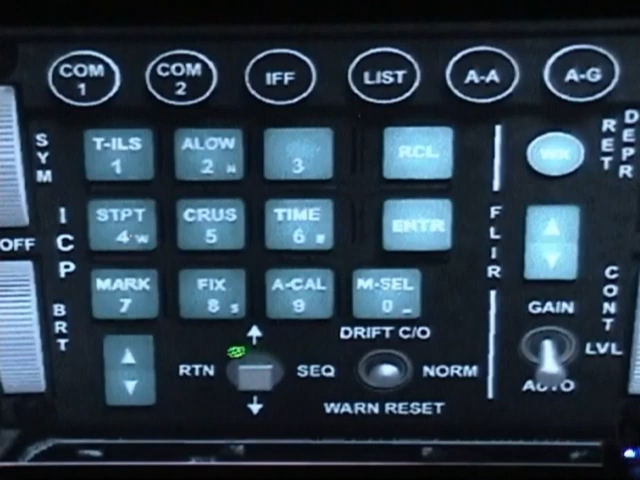 COM 1
COM 2
IFF
LIST
A-A
A-G
SYM
T-ILS 1
ALOW 2 N
3
RCL
RET
DEPR
OFF
ICP
STPT 4 W
CRUS 5
TIME 6 E
ENTR
FLIR
MARK 7
FIX 8 S
A-CAL 9
M-SEL 0
BRT
GAIN
CONT
LVL
AUTO
DRIFT C/O
RTN
SEQ
NORM
WARN RESET